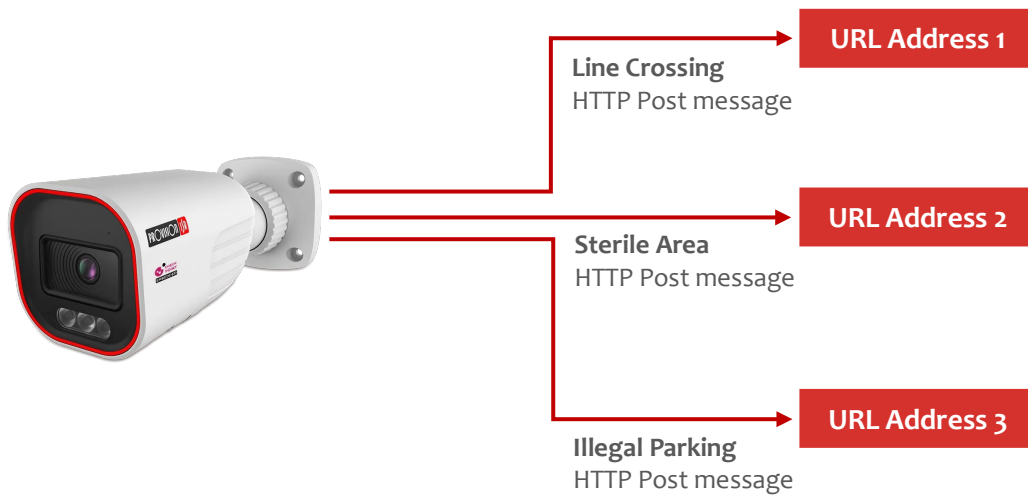 URL Address 1
Line Crossing
HTTP Post message
URL Address 2
PROVISION ISR
Sterile Area
HTTP Post message
URL Address 3
Illegal Parking
HTTP Post message